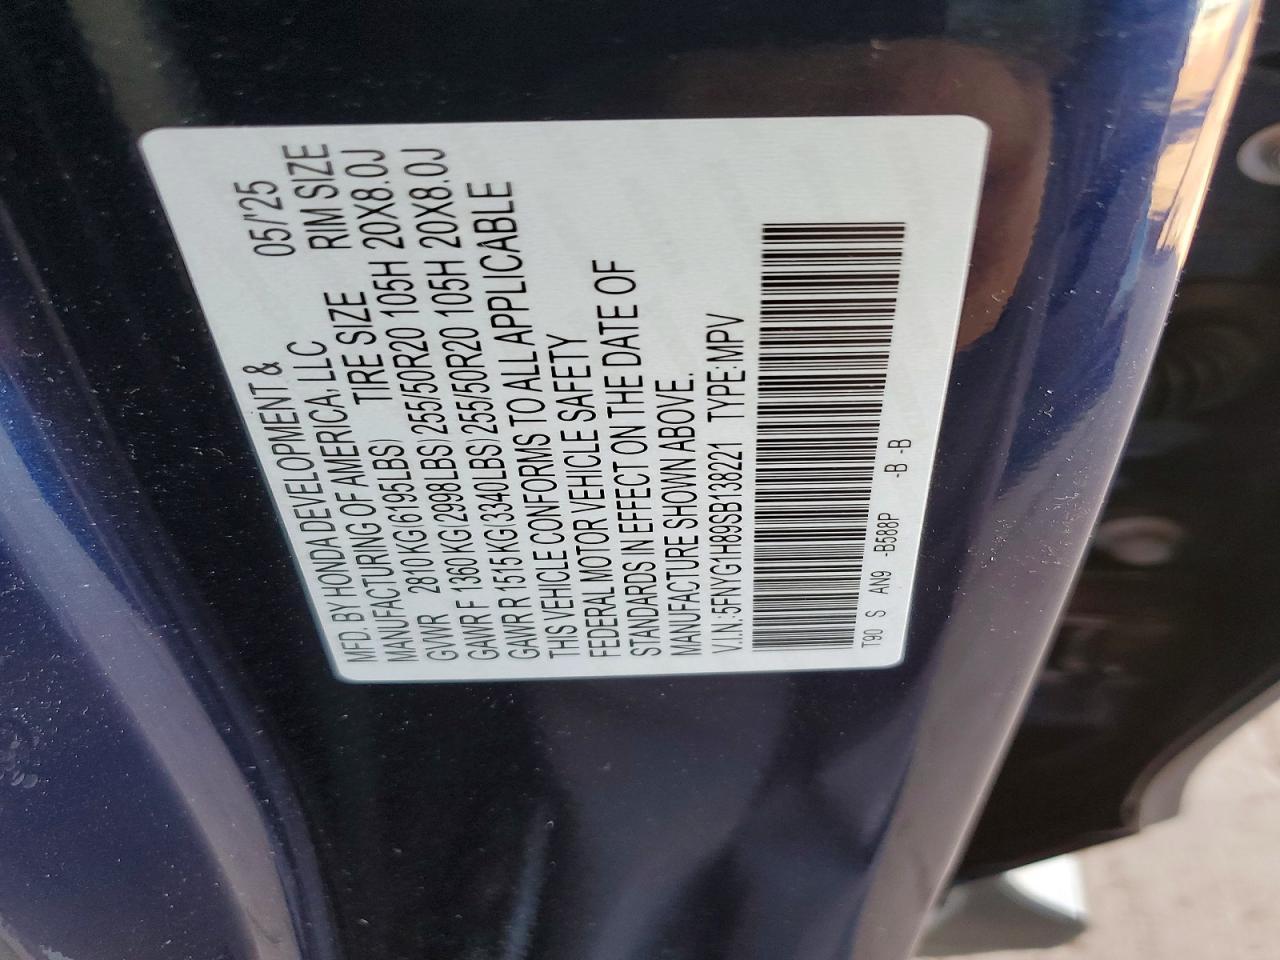 MFD. BY HONDA DEVELOPMENT & 05/'25
MANUFACTURING OF AMERICA, LLC RIM SIZE
GVWR 2810KG(6195LBS) TIRE SIZE
GAWR F 1360KG(2998LBS) 255/50R20 105H 20X8.0J
GAWR R 1515KG(3340LBS) 255/50R20 105H 20X8.0J
THIS VEHICLE CONFORMS TO ALL APPLICABLE
FEDERAL MOTOR VEHICLE SAFETY
STANDARDS IN EFFECT ON THE DATE OF
MANUFACTURE SHOWN ABOVE.
V.I.N.:5FNYG1H89SB138221 TYPE:MPV
T90 S AN9 -B588P -B -B